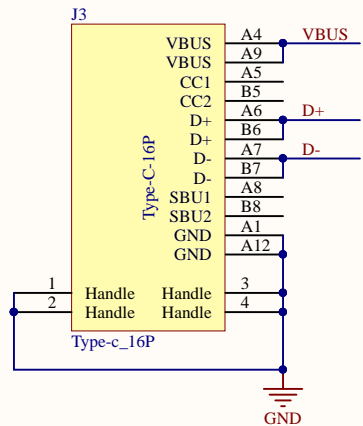 J3
VBUS A4 VBUS
VBUS A9
CC1 A5
CC2 B5
D+ A6 D+
D+ B6
D- A7 D-
D- B7
SBU1 A8
SBU2 B8
GND A1
GND A12
Type-C-16P
1 Handle Handle 3
2 Handle Handle 4
Type-c_16P
GND